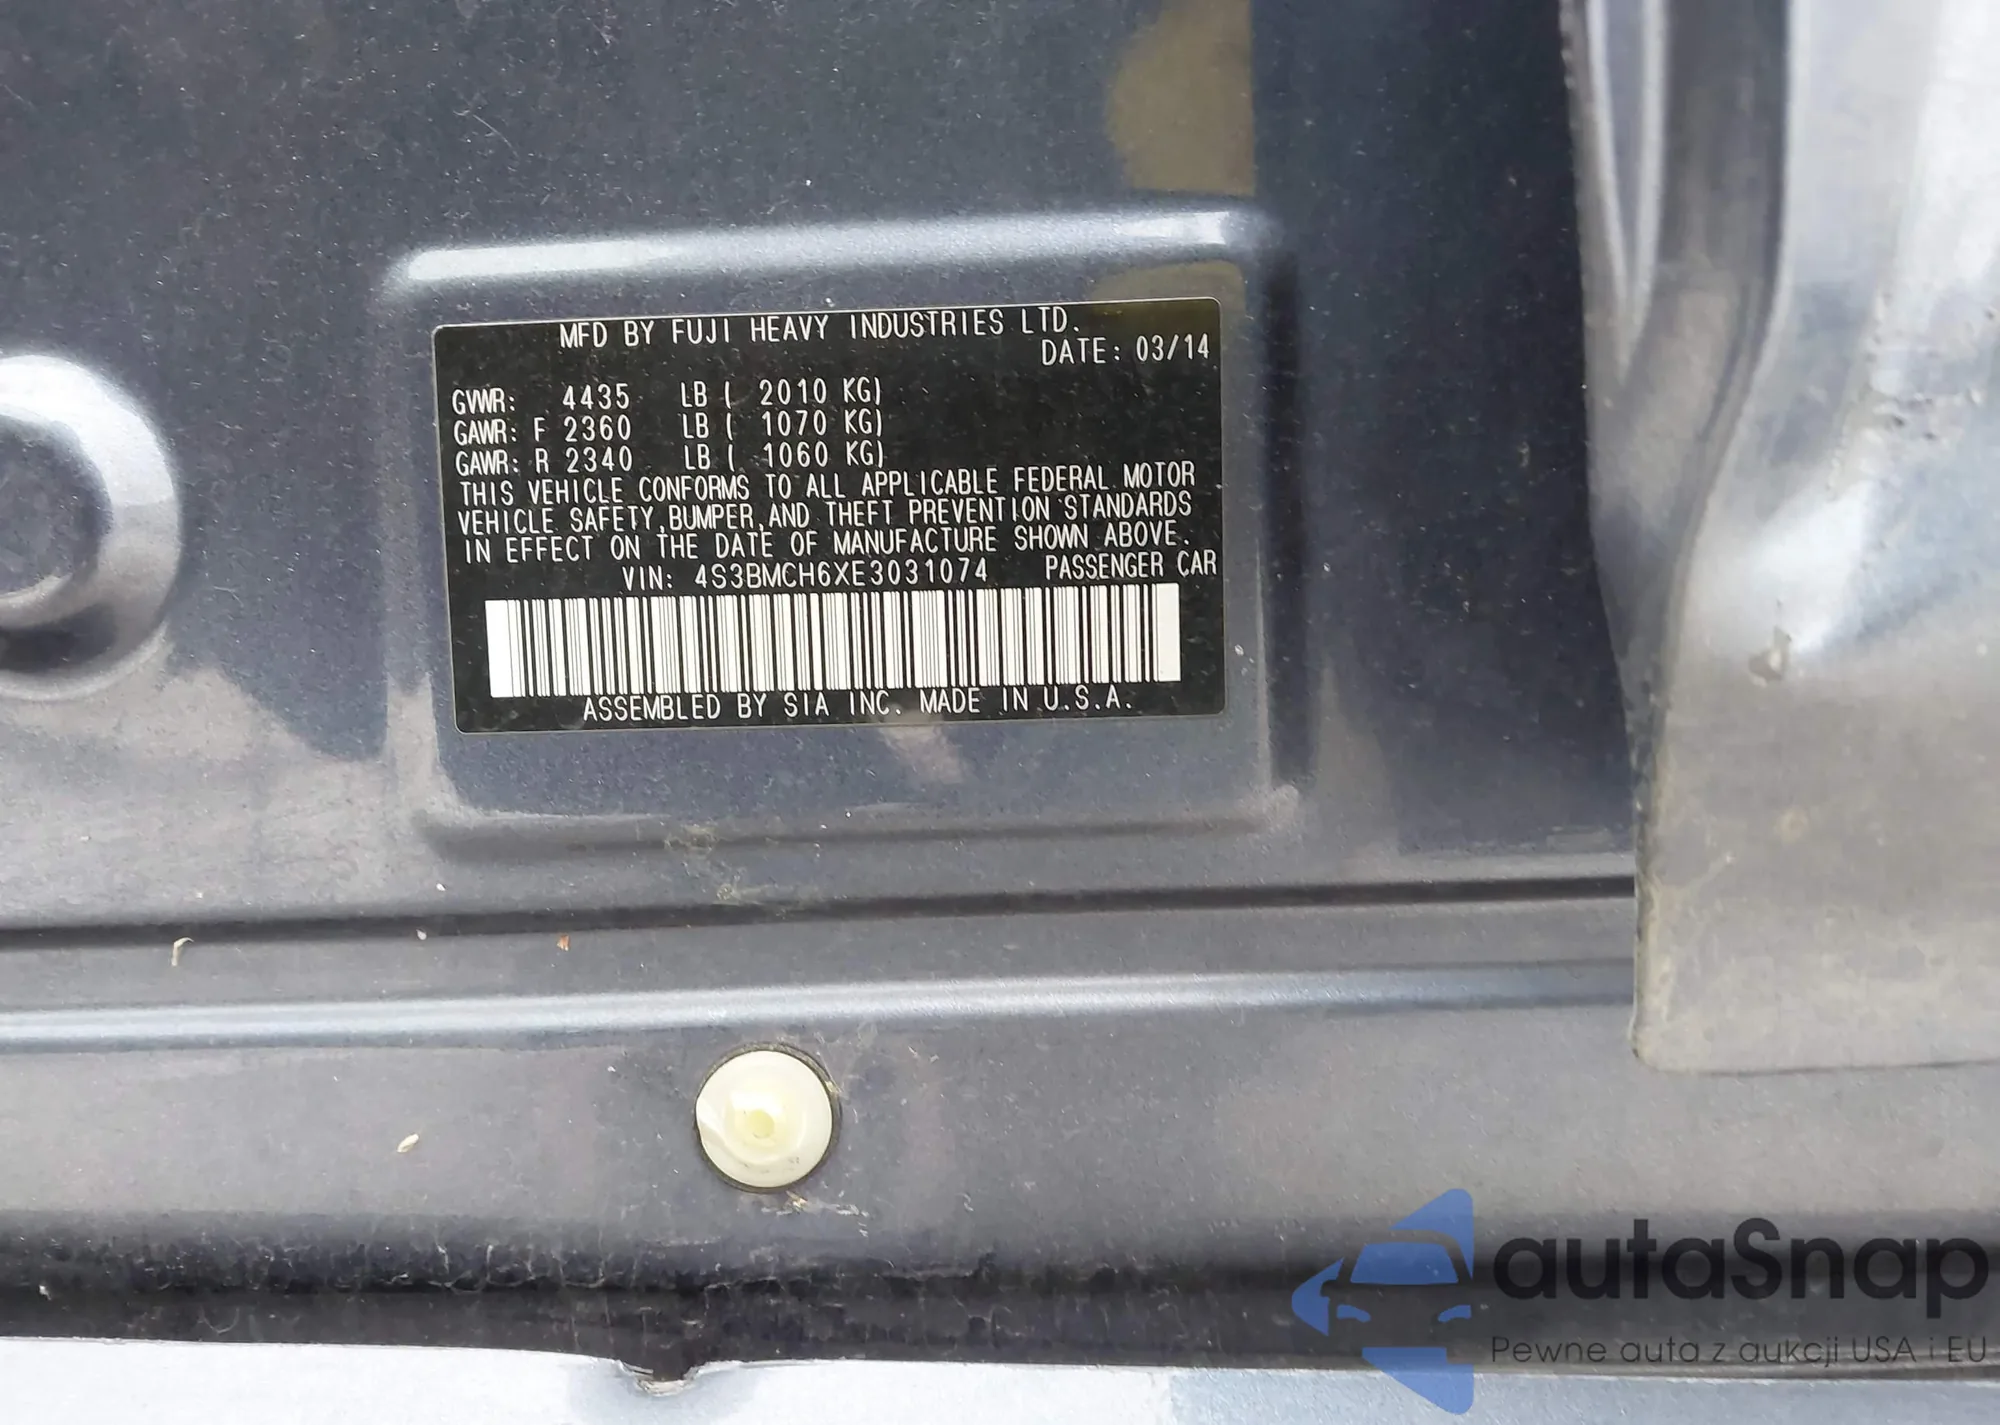 MFD BY FUJI HEAVY INDUSTRIES LTD.
DATE: 03/14
GVWR: 4435 LB ( 2010 KG)
GAWR: F 2360 LB ( 1070 KG)
GAWR: R 2340 LB ( 1060 KG)
THIS VEHICLE CONFORMS TO ALL APPLICABLE FEDERAL MOTOR
VEHICLE SAFETY,BUMPER,AND THEFT PREVENTION STANDARDS
IN EFFECT ON THE DATE OF MANUFACTURE SHOWN ABOVE.
VIN: 4S3BMCH6XE3031074 PASSENGER CAR
ASSEMBLED BY SIA INC. MADE IN U.S.A.
autaSnap
Pewne auta z aukcji USA i EU